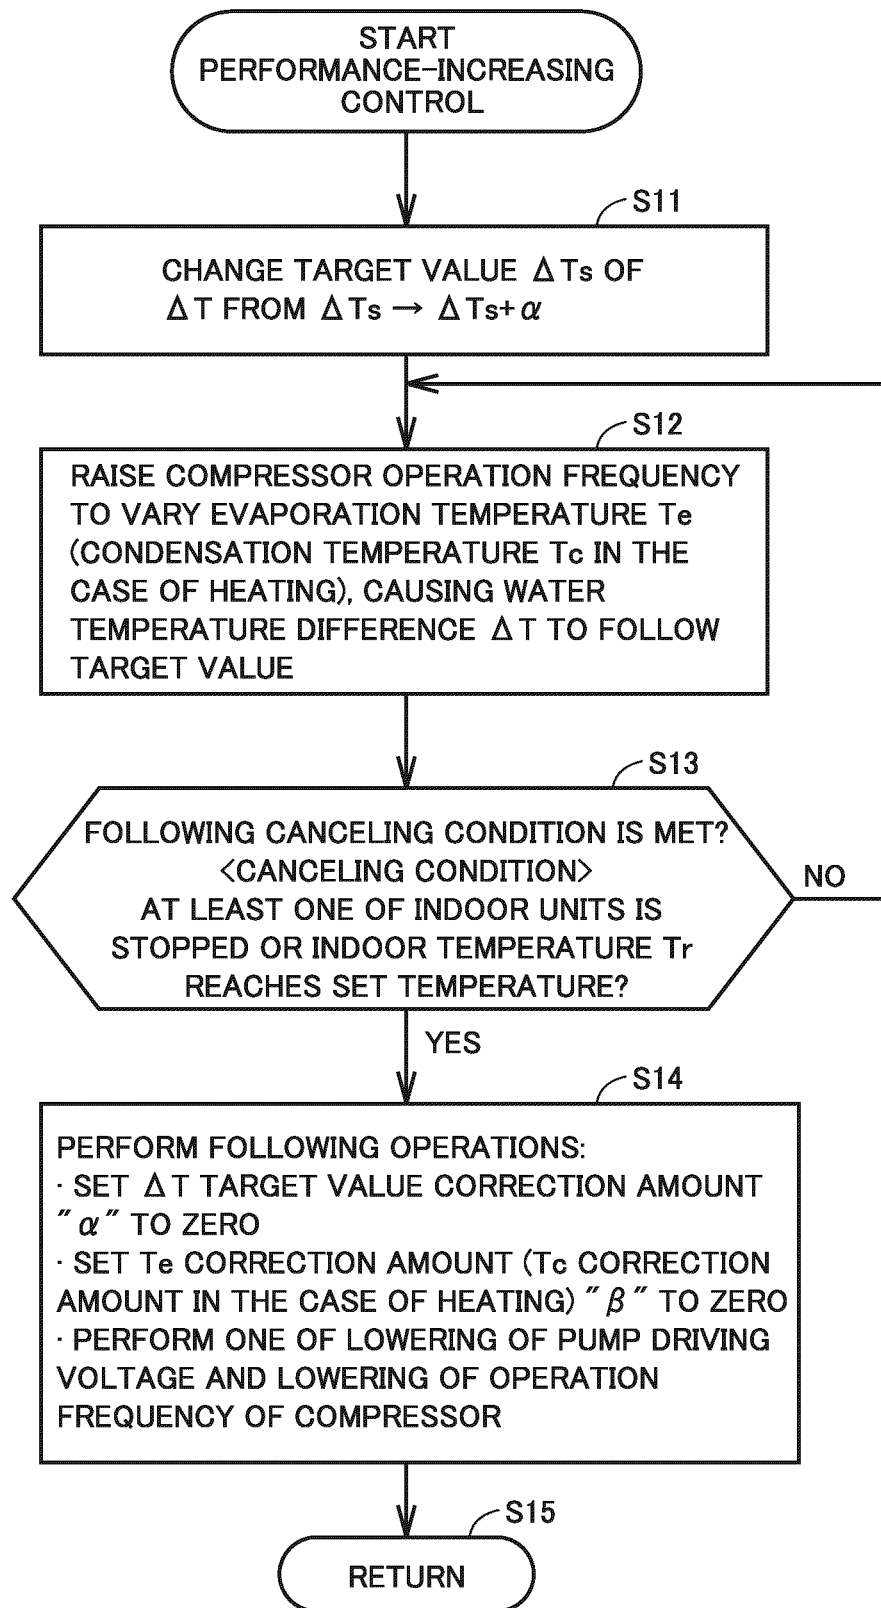 START
PERFORMANCE-INCREASING
CONTROL
S11
CHANGE TARGET VALUE ΔTs OF
ΔT FROM ΔTs → ΔTs+α
S12
RAISE COMPRESSOR OPERATION FREQUENCY
TO VARY EVAPORATION TEMPERATURE Te
(CONDENSATION TEMPERATURE Tc IN THE
CASE OF HEATING), CAUSING WATER
TEMPERATURE DIFFERENCE ΔT TO FOLLOW
TARGET VALUE
S13
FOLLOWING CANCELING CONDITION IS MET?
<CANCELING CONDITION>
AT LEAST ONE OF INDOOR UNITS IS
STOPPED OR INDOOR TEMPERATURE Tr
REACHES SET TEMPERATURE?
NO
YES
S14
PERFORM FOLLOWING OPERATIONS:
· SET ΔT TARGET VALUE CORRECTION AMOUNT
"α" TO ZERO
· SET Te CORRECTION AMOUNT (Tc CORRECTION
AMOUNT IN THE CASE OF HEATING) "β" TO ZERO
· PERFORM ONE OF LOWERING OF PUMP DRIVING
VOLTAGE AND LOWERING OF OPERATION
FREQUENCY OF COMPRESSOR
S15
RETURN